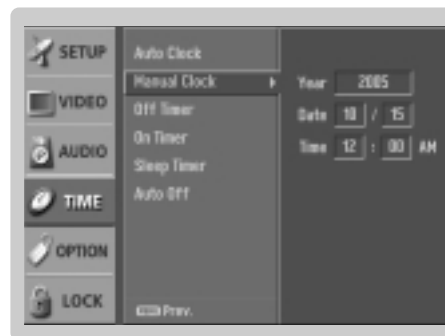 SETUP
VIDEO
AUDIO
TIME
OPTION
LOCK
Auto Clock
Manual Clock
Off Timer
On Timer
Sleep Timer
Auto Off
Prev.
Year 2005
Date 10 / 15
Time 12 : 00 AM